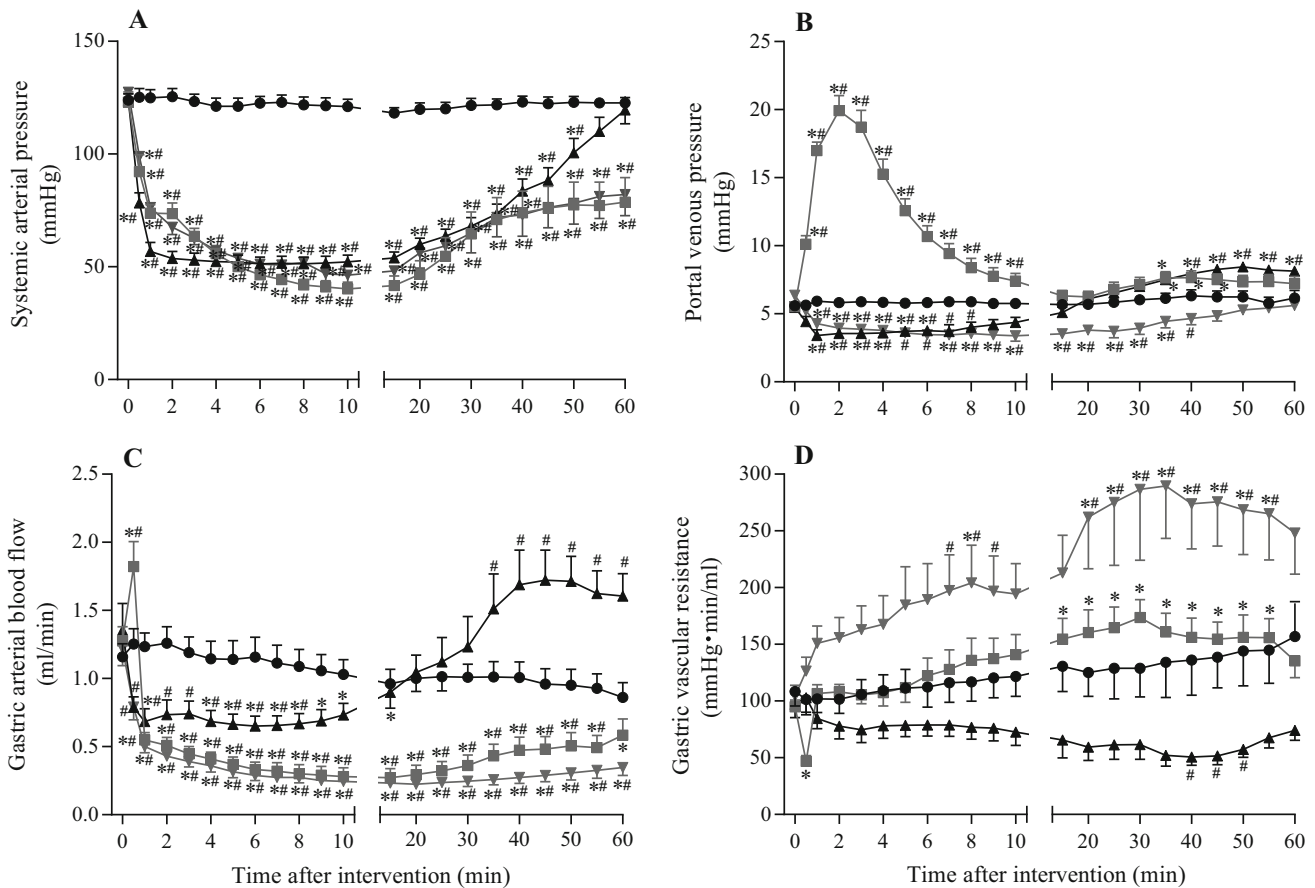 A
Systemic arterial pressure
(mmHg)
150
100
50
0
0 2 4 6 8 10 20 30 40 50 60
B
Portal venous pressure
(mmHg)
25
20
15
10
5
0
0 2 4 6 8 10 20 30 40 50 60
C
Gastric arterial blood flow
(ml/min)
2.5
2.0
1.5
1.0
0.5
0.0
0 2 4 6 8 10 20 30 40 50 60
Time after intervention (min)
D
Gastric vascular resistance
(mmHg•min/ml)
300
250
200
150
100
50
0
0 2 4 6 8 10 20 30 40 50 60
Time after intervention (min)